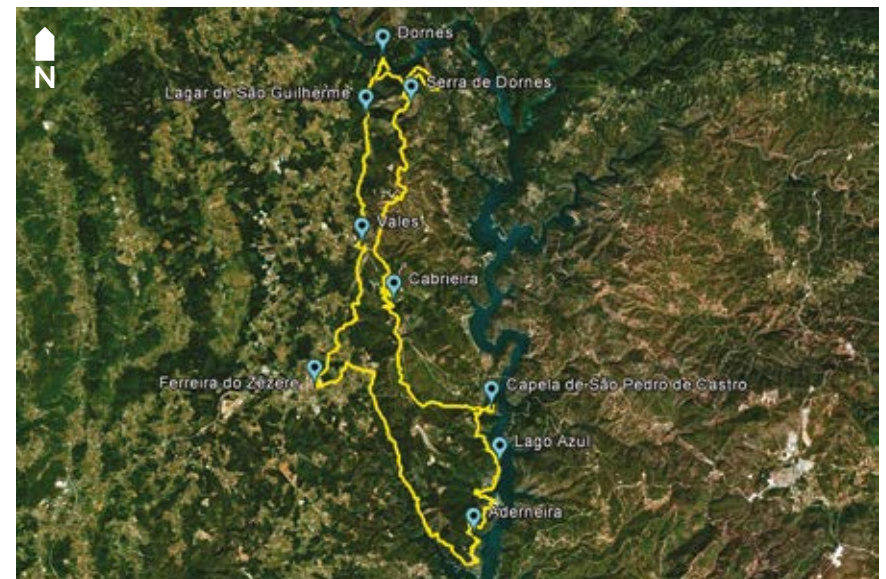 N
Dornes
Serra de Dornes
Lagar de São Guilherme
Vales
Cabrieira
Ferreira do Zêzere
Capela de São Pedro de Castro
Lago Azul
Aderneira